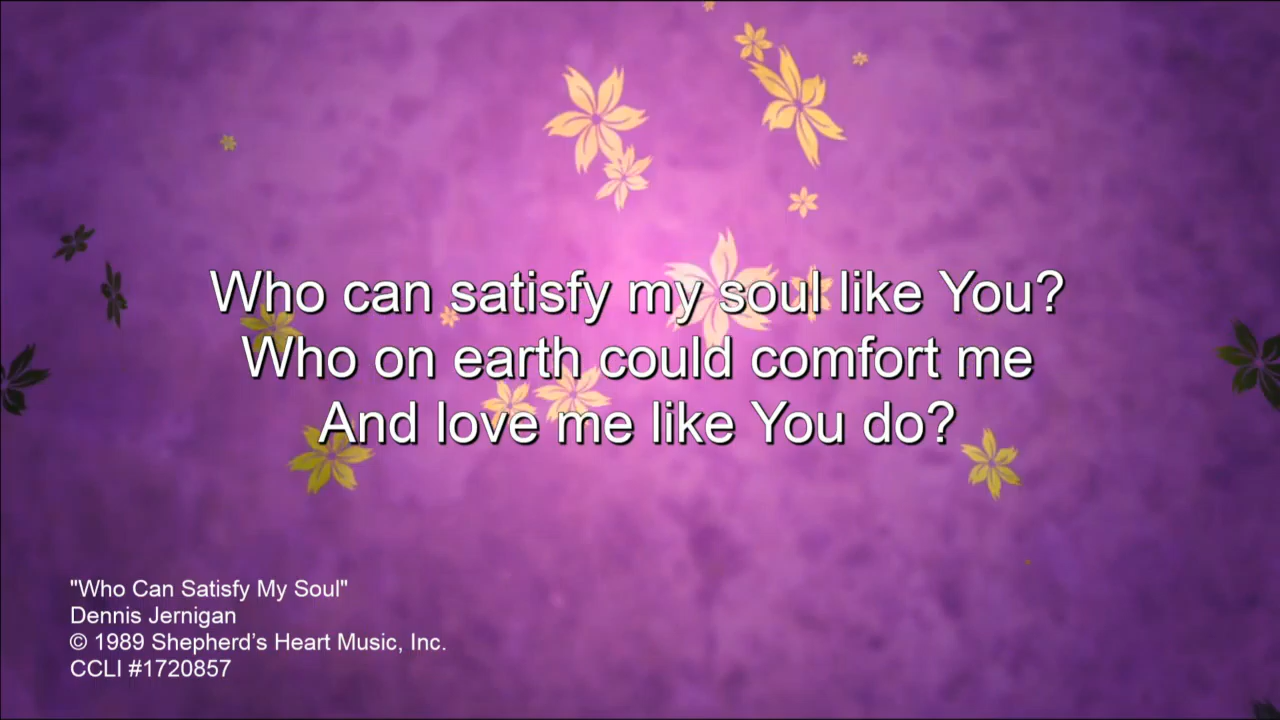 Who can satisfy my soul like You?
Who on earth could comfort me
And love me like You do?
"Who Can Satisfy My Soul"
Dennis Jernigan
© 1989 Shepherd’s Heart Music, Inc.
CCLI #1720857